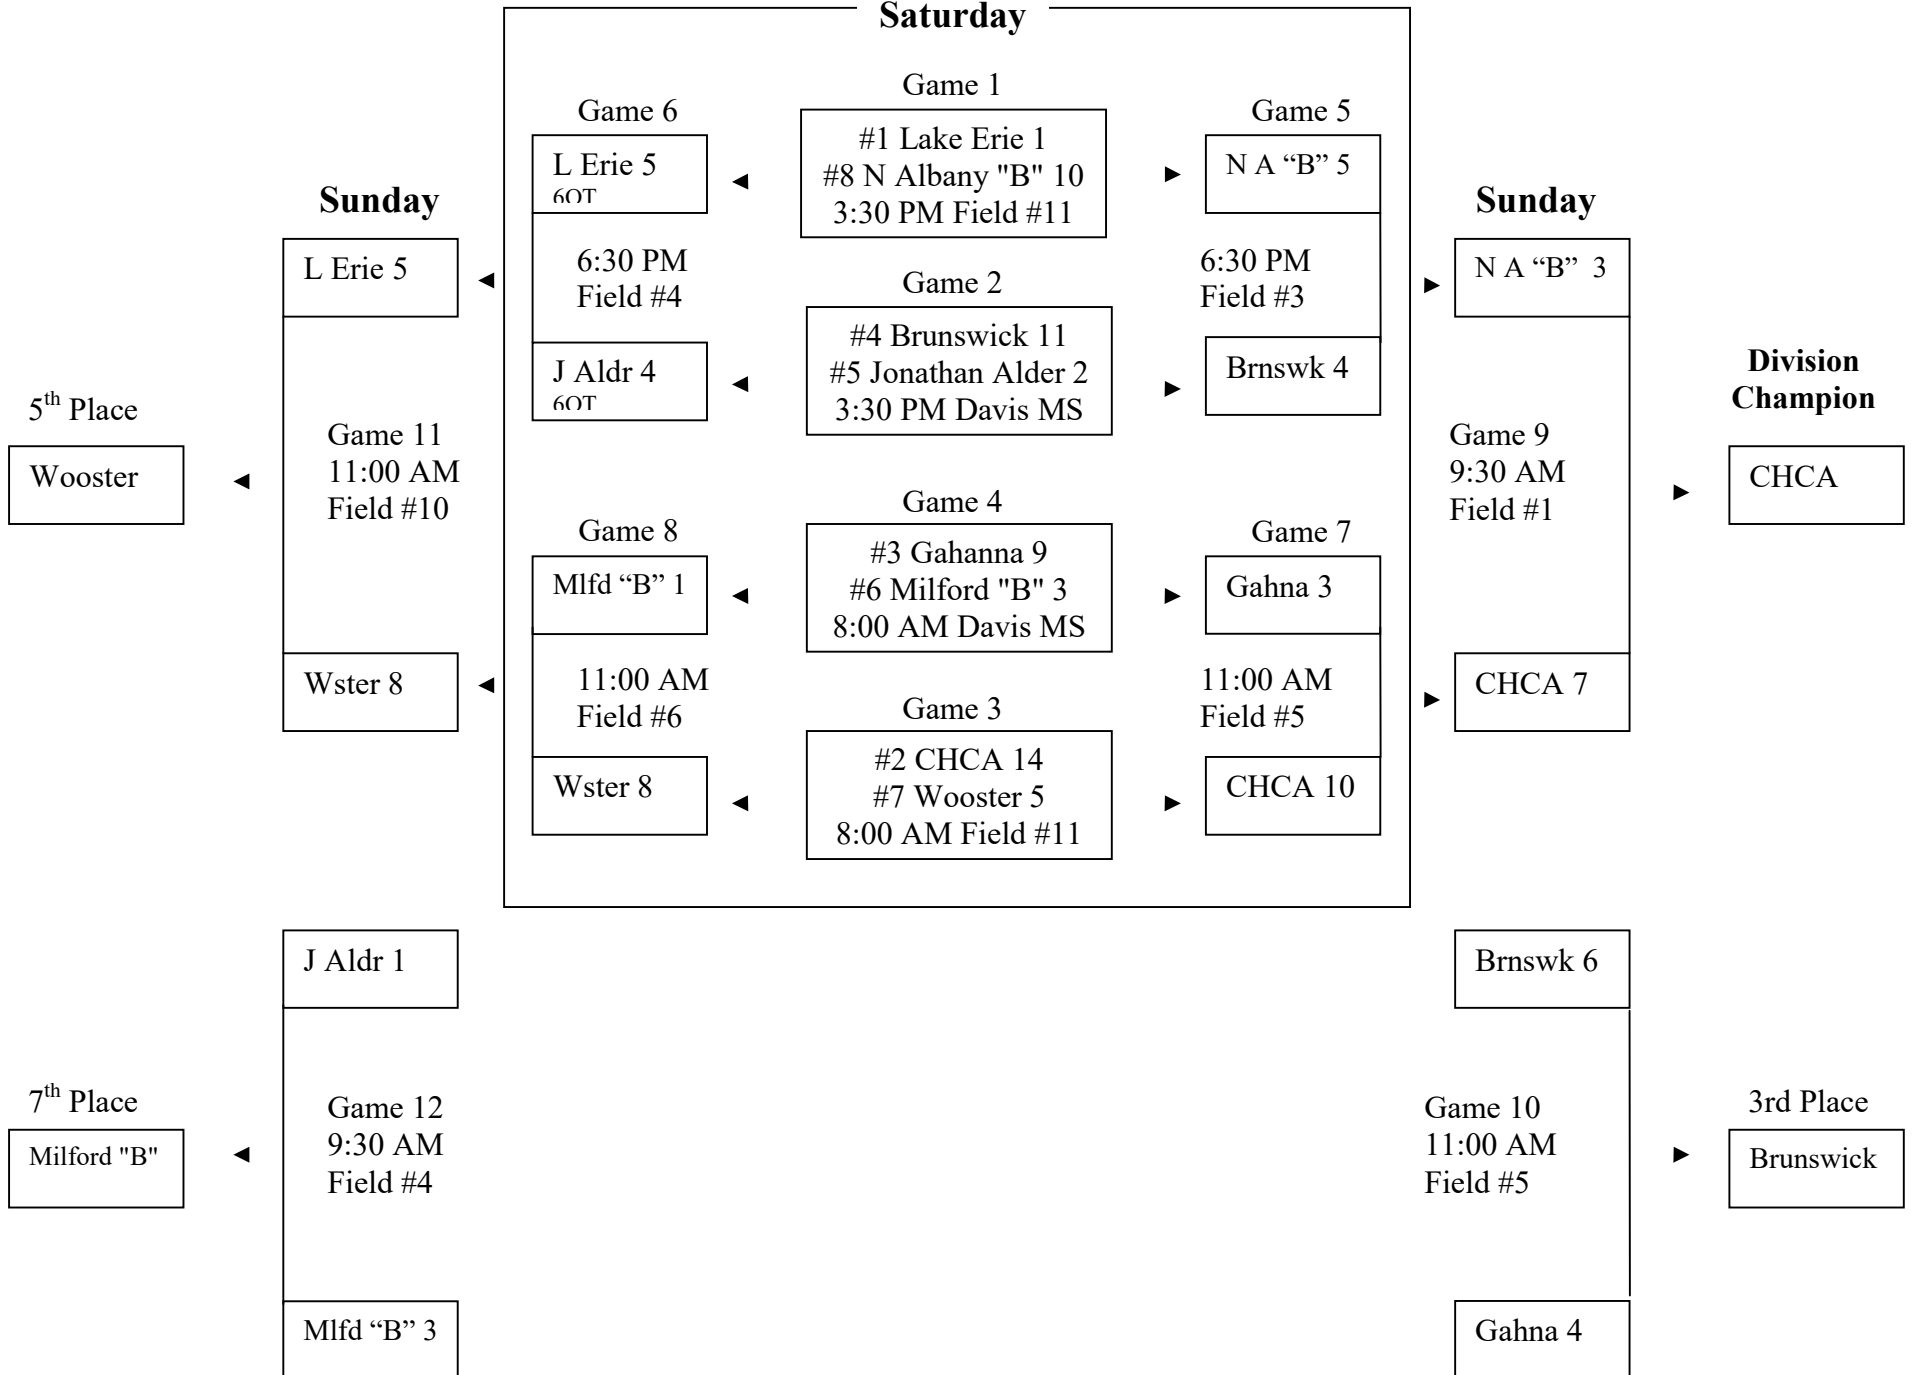 Saturday
Game 1
#1 Lake Erie 1
#8 N Albany "B" 10
3:30 PM Field #11
Game 2
#4 Brunswick 11
#5 Jonathan Alder 2
3:30 PM Davis MS
Game 4
#3 Gahanna 9
#6 Milford "B" 3
8:00 AM Davis MS
Game 3
#2 CHCA 14
#7 Wooster 5
8:00 AM Field #11
Game 6
L Erie 5
6OT
6:30 PM
Field #4
J Aldr 4
6OT
Game 8
Mlfd “B” 1
11:00 AM
Field #6
Wster 8
Game 5
N A “B” 5
6:30 PM
Field #3
Brnswk 4
Game 7
Gahna 3
11:00 AM
Field #5
CHCA 10
Sunday
L Erie 5
Game 11
11:00 AM
Field #10
Wster 8
5th Place
Wooster
Sunday
N A “B” 3
Game 9
9:30 AM
Field #1
CHCA 7
Division
Champion
CHCA
J Aldr 1
Game 12
9:30 AM
Field #4
Mlfd “B” 3
7th Place
Milford "B"
Brnswk 6
Game 10
11:00 AM
Field #5
Gahna 4
3rd Place
Brunswick